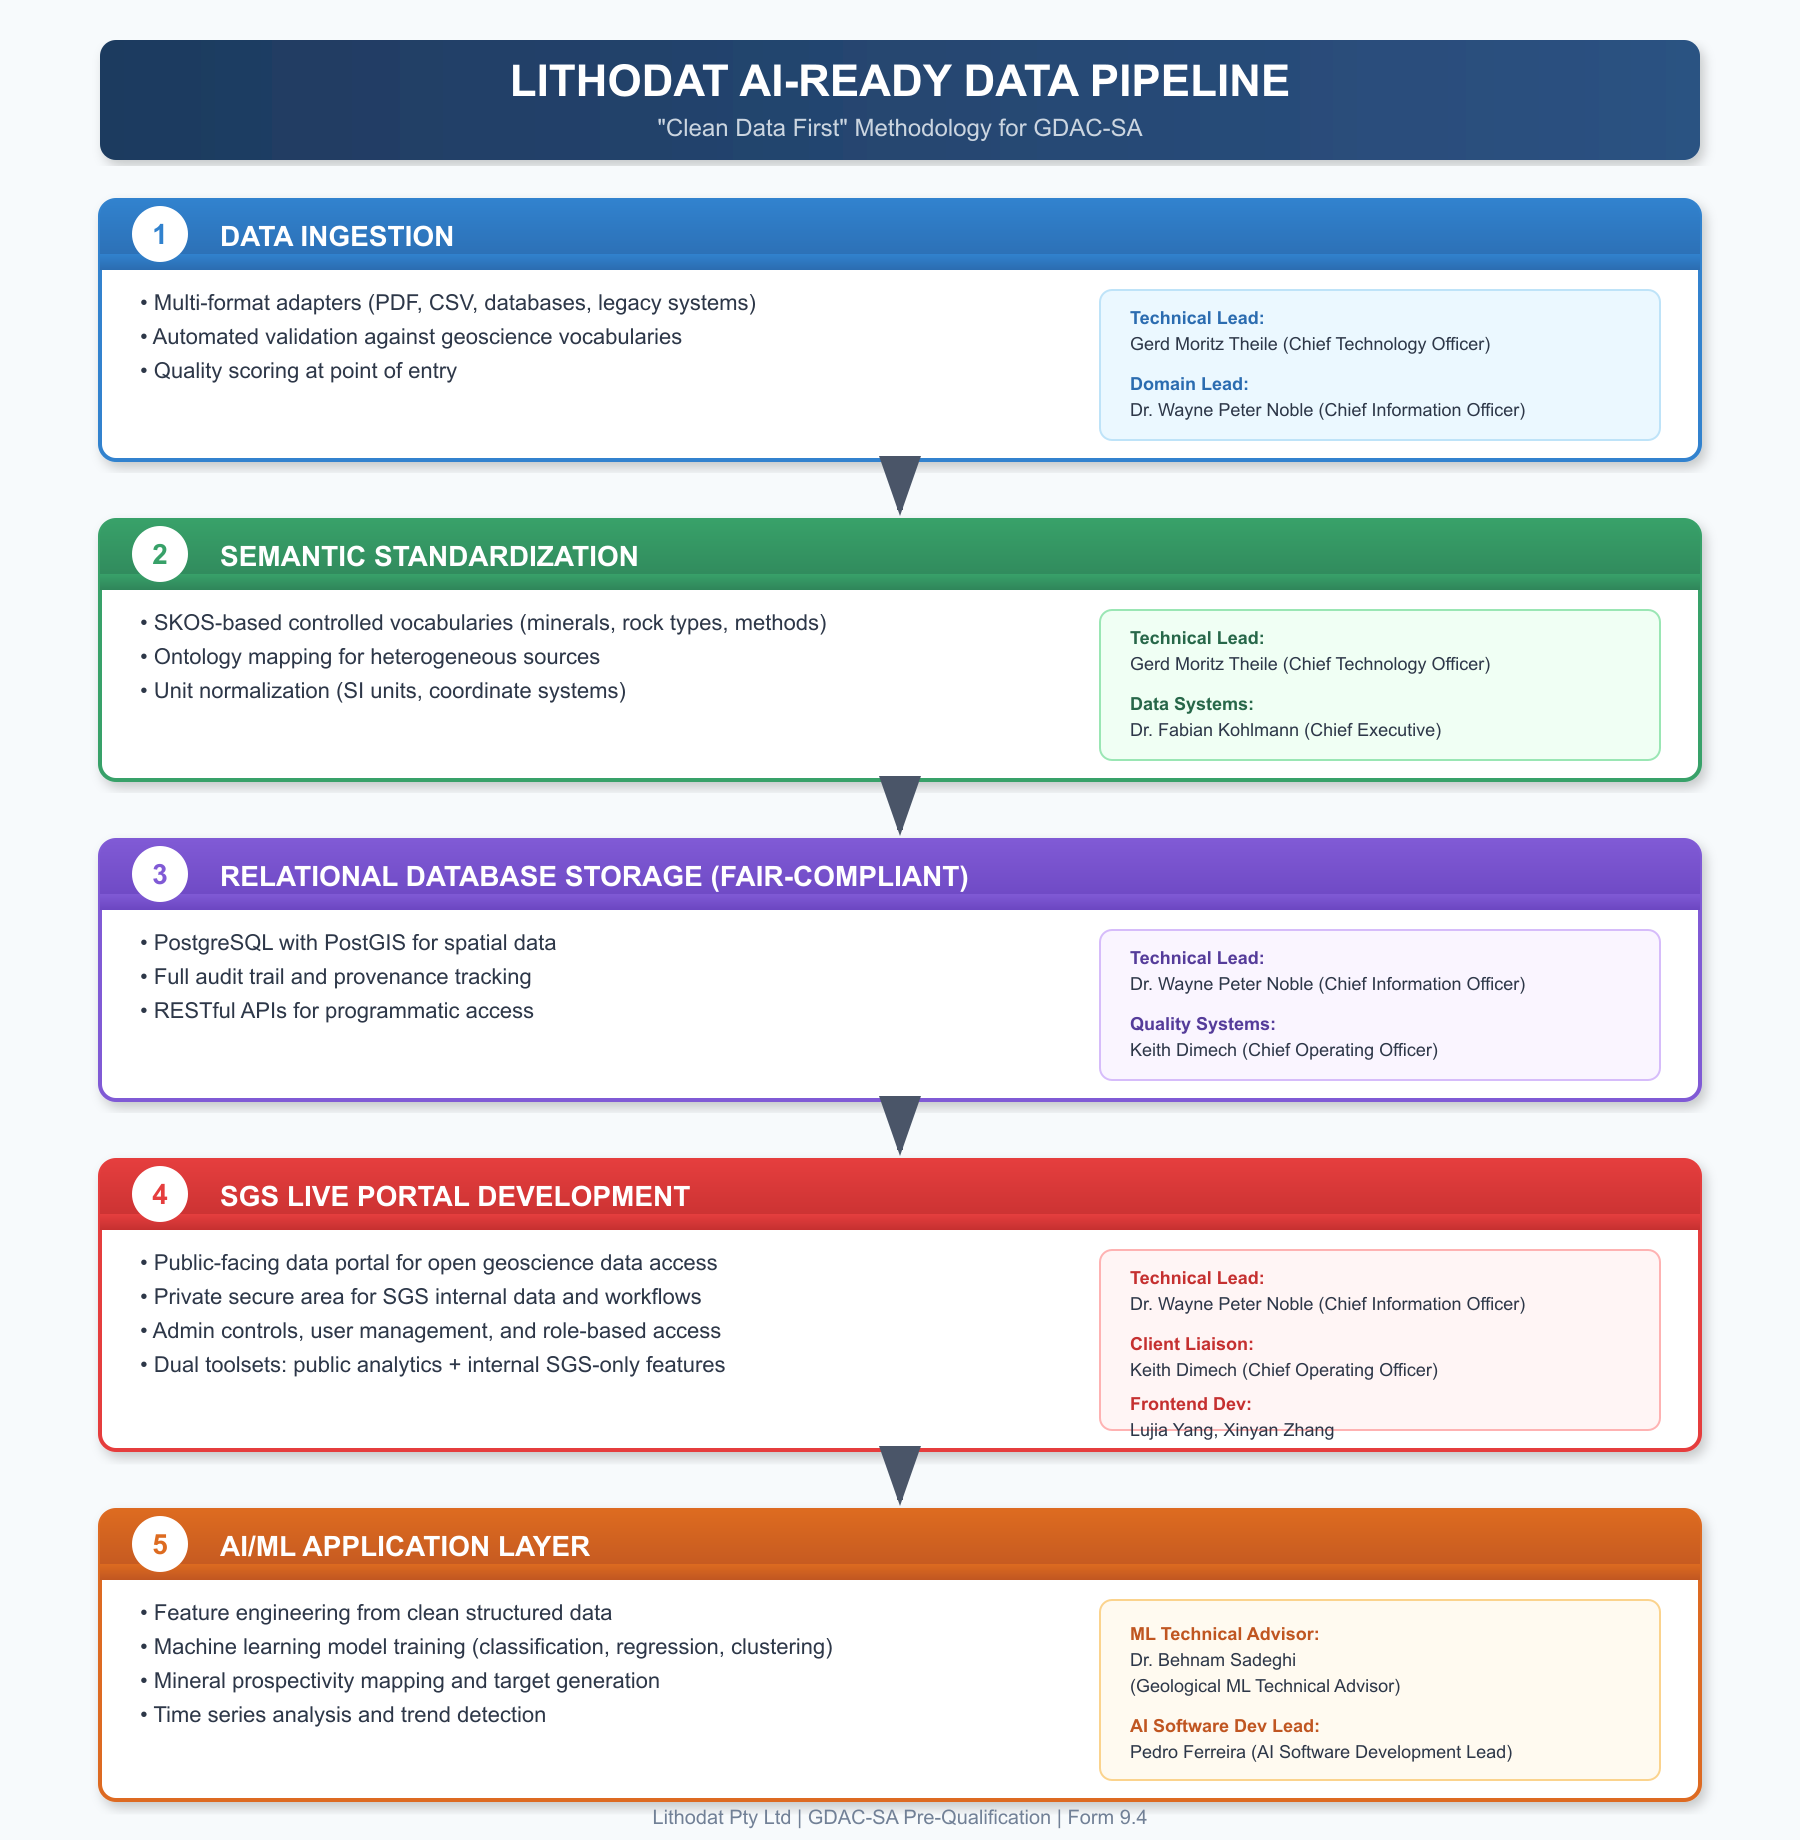 LITHODAT AI-READY DATA PIPELINE
"Clean Data First" Methodology for GDAC-SA
1
DATA INGESTION
• Multi-format adapters (PDF, CSV, databases, legacy systems)
• Automated validation against geoscience vocabularies
• Quality scoring at point of entry
Technical Lead:
Gerd Moritz Theile (Chief Technology Officer)
Domain Lead:
Dr. Wayne Peter Noble (Chief Information Officer)
2
SEMANTIC STANDARDIZATION
• SKOS-based controlled vocabularies (minerals, rock types, methods)
• Ontology mapping for heterogeneous sources
• Unit normalization (SI units, coordinate systems)
Technical Lead:
Gerd Moritz Theile (Chief Technology Officer)
Data Systems:
Dr. Fabian Kohlmann (Chief Executive)
3
RELATIONAL DATABASE STORAGE (FAIR-COMPLIANT)
• PostgreSQL with PostGIS for spatial data
• Full audit trail and provenance tracking
• RESTful APIs for programmatic access
Technical Lead:
Dr. Wayne Peter Noble (Chief Information Officer)
Quality Systems:
Keith Dimech (Chief Operating Officer)
4
SGS LIVE PORTAL DEVELOPMENT
• Public-facing data portal for open geoscience data access
• Private secure area for SGS internal data and workflows
• Admin controls, user management, and role-based access
• Dual toolsets: public analytics + internal SGS-only features
Technical Lead:
Dr. Wayne Peter Noble (Chief Information Officer)
Client Liaison:
Keith Dimech (Chief Operating Officer)
Frontend Dev:
Lujia Yang, Xinyan Zhang
5
AI/ML APPLICATION LAYER
• Feature engineering from clean structured data
• Machine learning model training (classification, regression, clustering)
• Mineral prospectivity mapping and target generation
• Time series analysis and trend detection
ML Technical Advisor:
Dr. Behnam Sadeghi
(Geological ML Technical Advisor)
AI Software Dev Lead:
Pedro Ferreira (AI Software Development Lead)
Lithodat Pty Ltd | GDAC-SA Pre-Qualification | Form 9.4